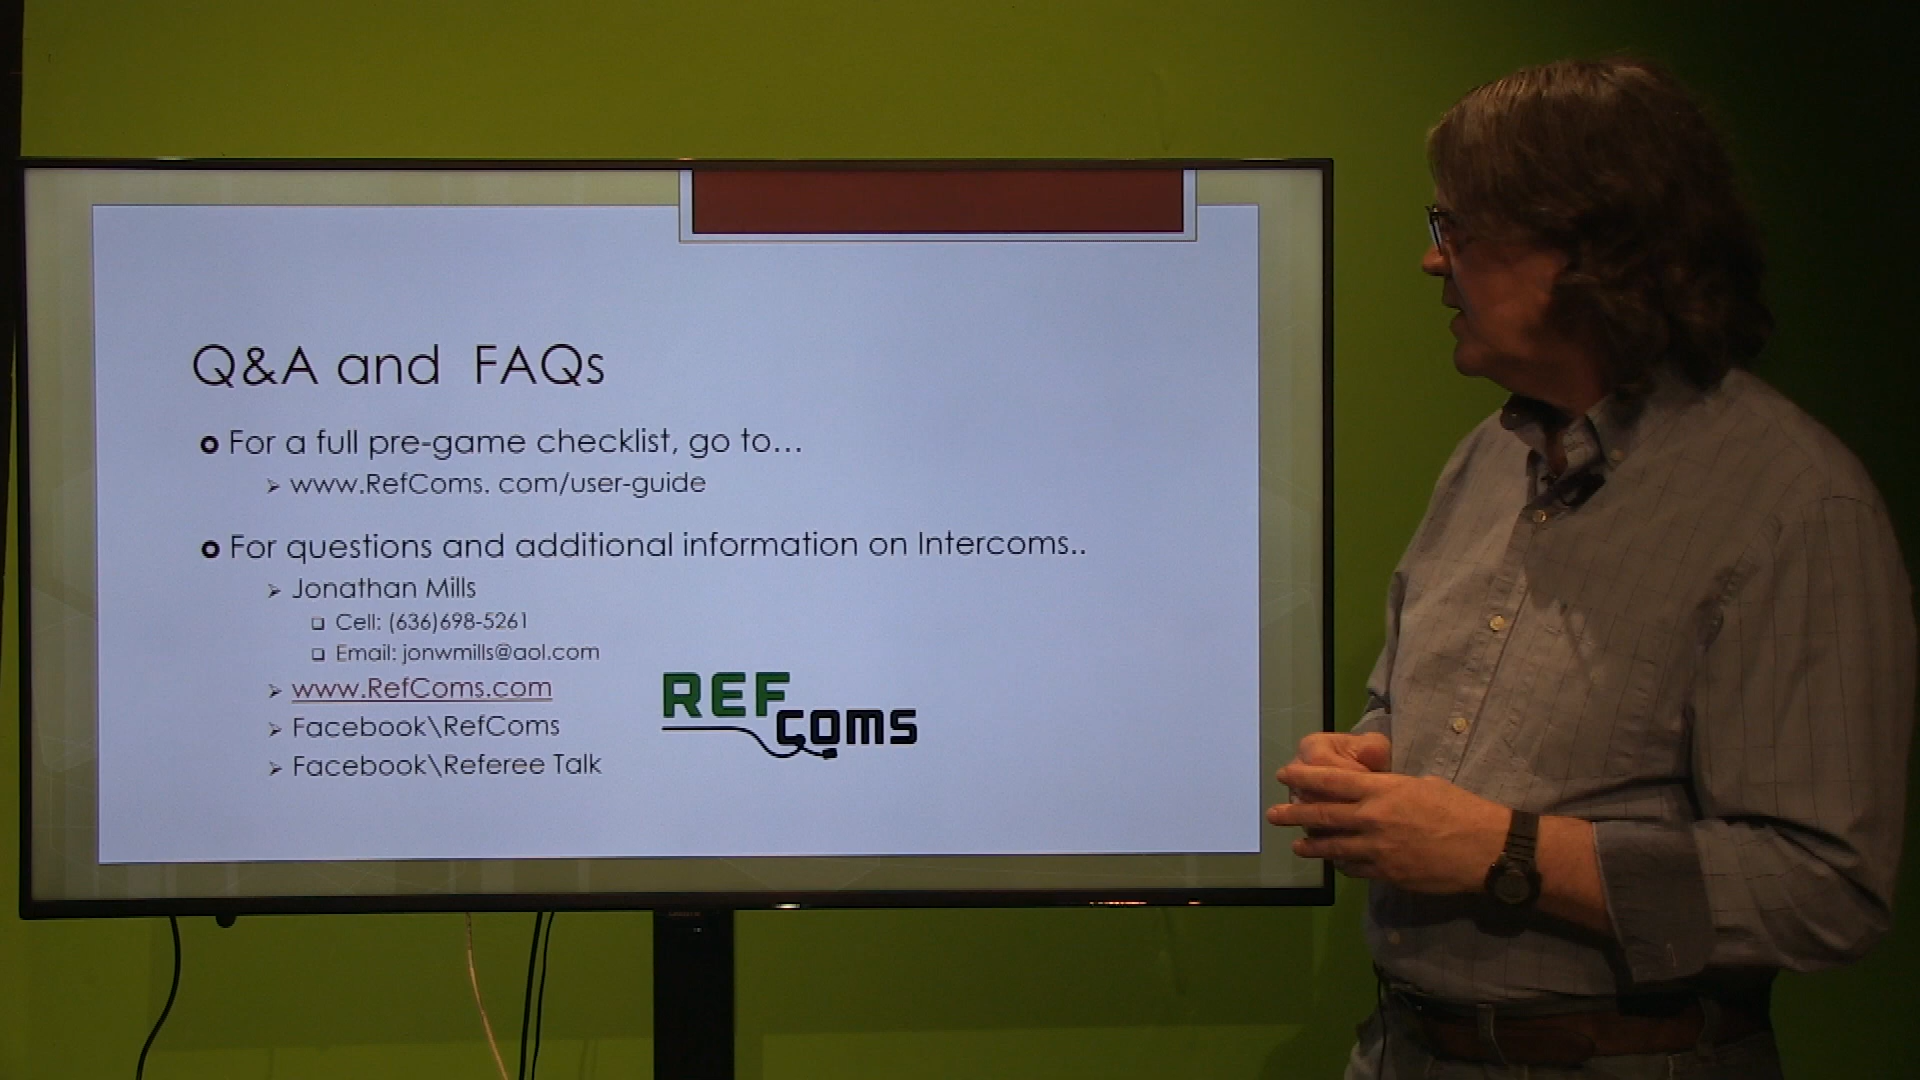 Q&A and FAQs
For a full pre-game checklist, go to...
www.RefComs. com/user-guide
For questions and additional information on Intercoms..
Jonathan Mills
Cell: (636)698-5261
Email: jonwmills@aol.com
www.RefComs.com
Facebook\RefComs
Facebook\Referee Talk
REF
COMS